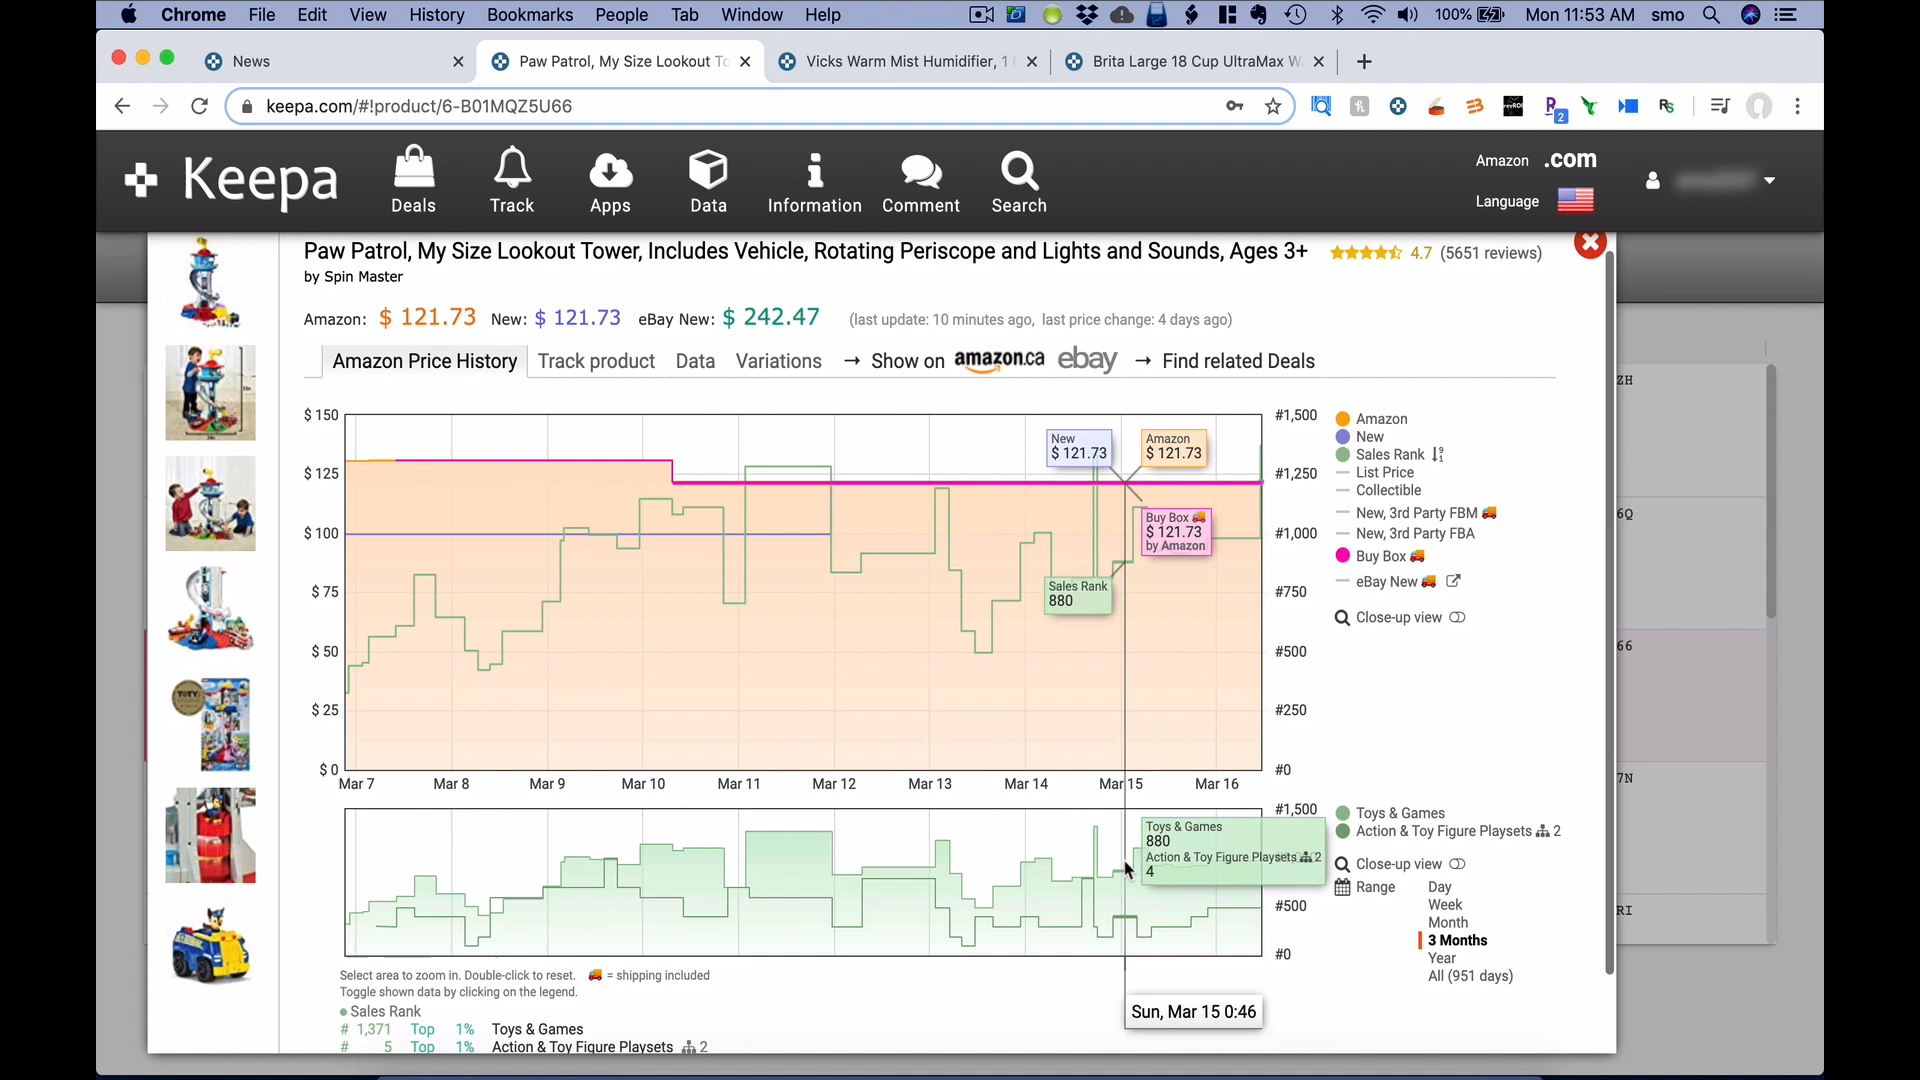 Chrome File Edit View History Bookmarks People Tab Window Help 100% Mon 11:53 AM smo
News
Paw Patrol, My Size Lookout To
Vicks Warm Mist Humidifier, 1
Brita Large 18 Cup UltraMax W
keepa.com/#!product/6-B01MQZ5U66
2
Keepa
Deals
Track
Apps
Data
Information
Comment
Search
Amazon .com
Language
Paw Patrol, My Size Lookout Tower, Includes Vehicle, Rotating Periscope and Lights and Sounds, Ages 3+
4.7 (5651 reviews)
by Spin Master
Amazon: $ 121.73 New: $ 121.73 eBay New: $ 242.47 (last update: 10 minutes ago, last price change: 4 days ago)
Amazon Price History Track product Data Variations → Show on amazon.ca ebay → Find related Deals
$ 150
$ 125
$ 100
$ 75
$ 50
$ 25
$ 0
New
$ 121.73
Amazon
$ 121.73
Buy Box
$ 121.73
by Amazon
Sales Rank
880
#1,500
#1,250
#1,000
#750
#500
#250
#0
Mar 7 Mar 8 Mar 9 Mar 10 Mar 11 Mar 12 Mar 13 Mar 14 Mar 15 Mar 16
Amazon
New
Sales Rank
List Price
Collectible
New, 3rd Party FBM
New, 3rd Party FBA
Buy Box
eBay New
Close-up view
#1,500
#500
#0
Toys & Games
880
Action & Toy Figure Playsets 2
4
Toys & Games
Action & Toy Figure Playsets 2
Close-up view
Range
Day
Week
Month
3 Months
Year
All (951 days)
Select area to zoom in. Double-click to reset. = shipping included
Toggle shown data by clicking on the legend.
Sun, Mar 15 0:46
Sales Rank
# 1,371 Top 1% Toys & Games
# 5 Top 1% Action & Toy Figure Playsets 2
ZH
6Q
66
7N
RI